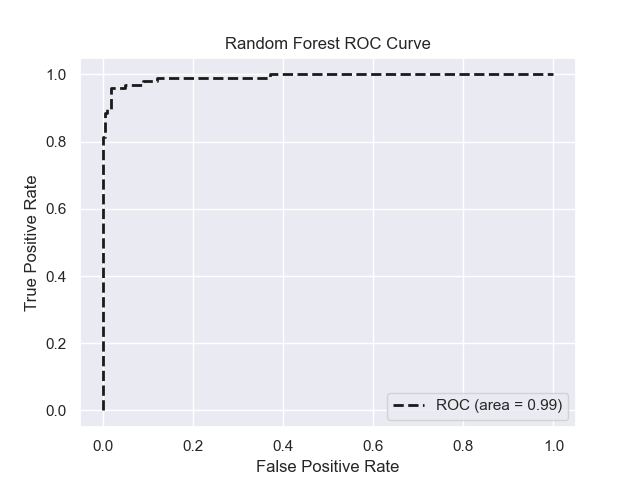 Random Forest ROC Curve
1.0
0.8
0.6
0.4
0.2
0.0
True Positive Rate
ROC (area = 0.99)
0.0 0.2 0.4 0.6 0.8 1.0
False Positive Rate